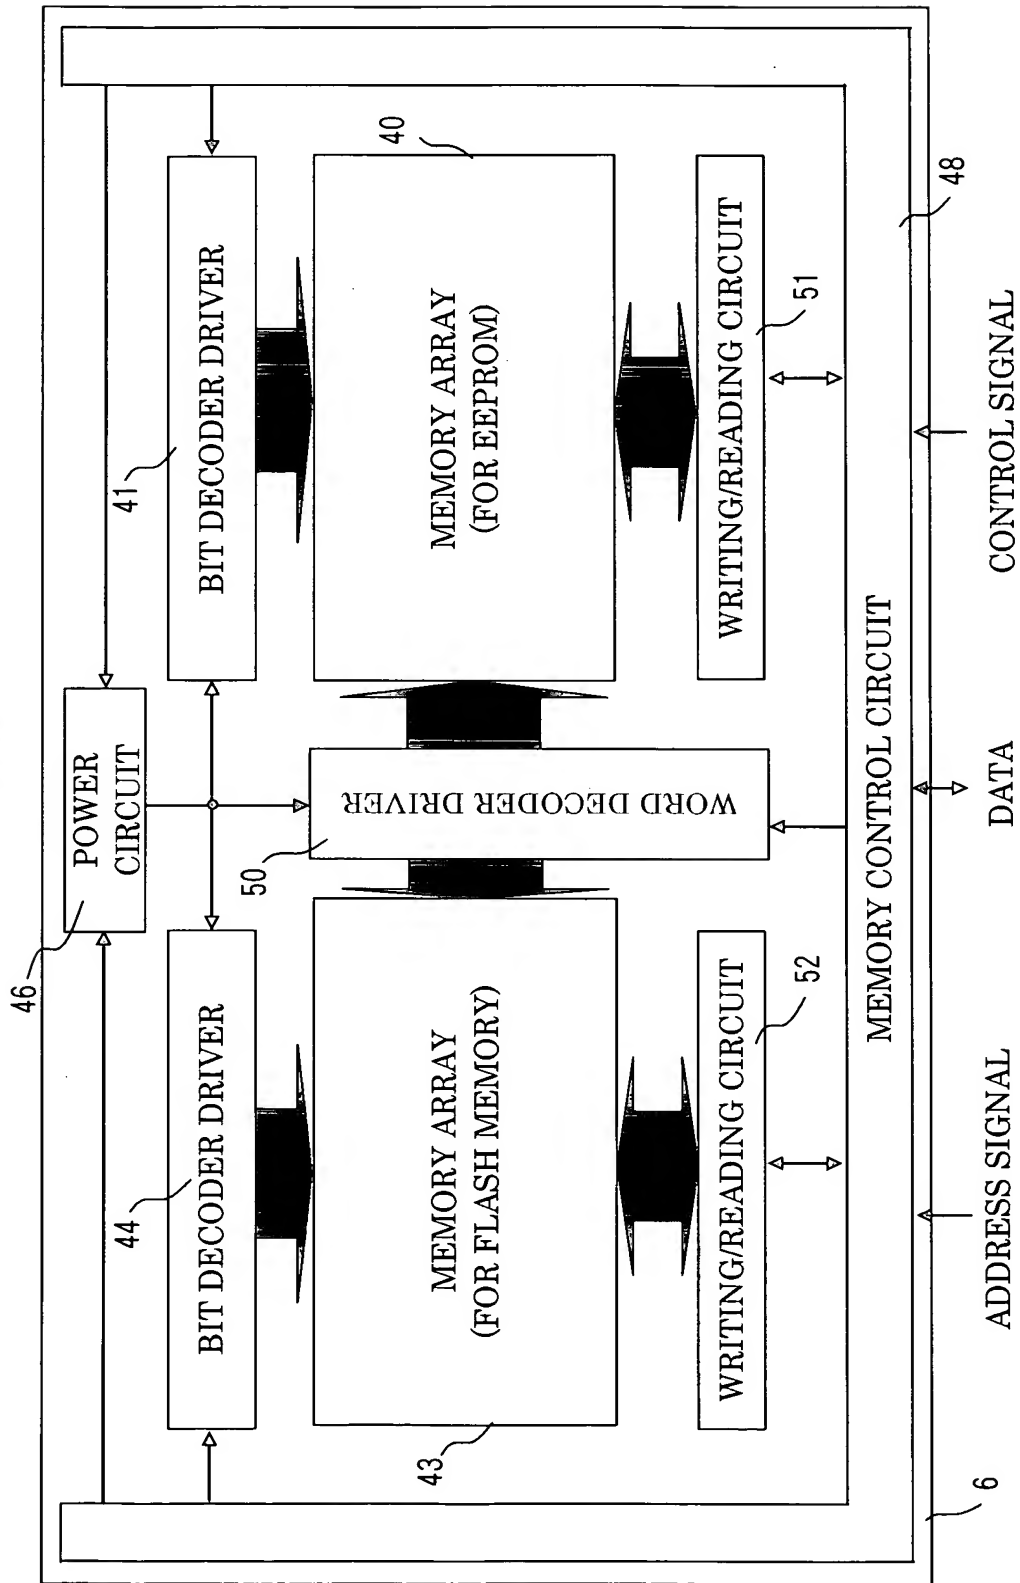 46
POWER
CIRCUIT
44
BIT DECODER DRIVER
41
BIT DECODER DRIVER
43
MEMORY ARRAY
(FOR FLASH MEMORY)
50
WORD DECODER DRIVER
40
MEMORY ARRAY
(FOR EEPROM)
WRITING/READING CIRCUIT
52
WRITING/READING CIRCUIT
51
MEMORY CONTROL CIRCUIT
48
6
ADDRESS SIGNAL
DATA
CONTROL SIGNAL